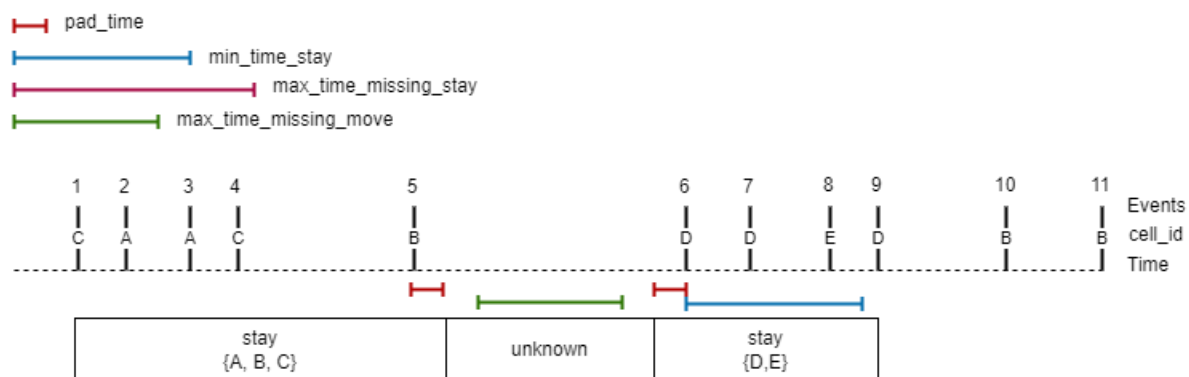 pad_time
min_time_stay
max_time_missing_stay
max_time_missing_move
1 2 3 4 5 6 7 8 9 10 11
Events
C A A C B D D E D B B cell_id
Time
stay
{A, B, C}
unknown
stay
{D,E}